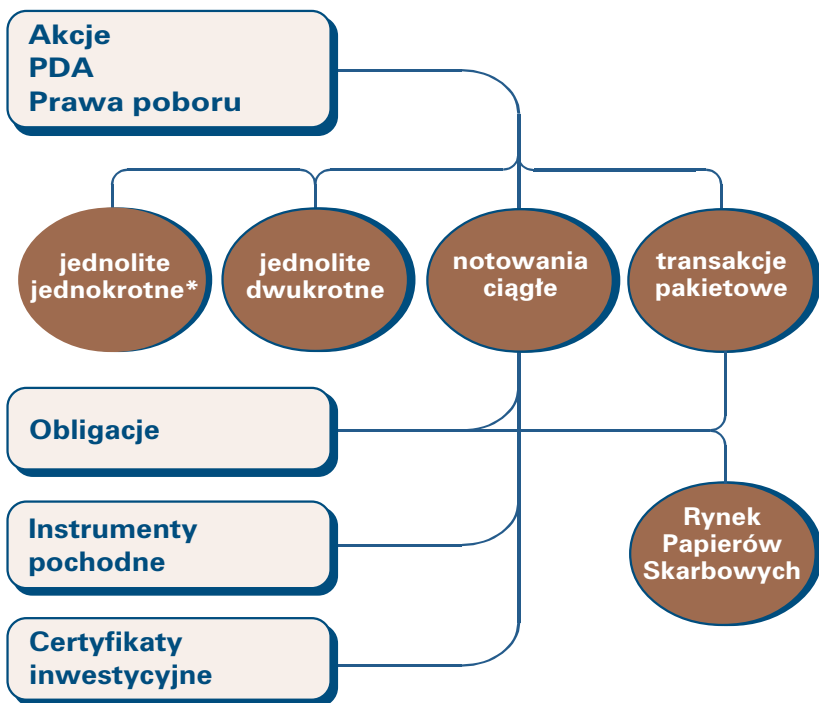 Akcje
PDA
Prawa poboru
jednolite
jednokrotne*
jednolite
dwukrotne
notowania
ciągłe
transakcje
pakietowe
Obligacje
Rynek
Papierów
Skarbowych
Instrumenty
pochodne
Certyfikaty
inwestycyjne